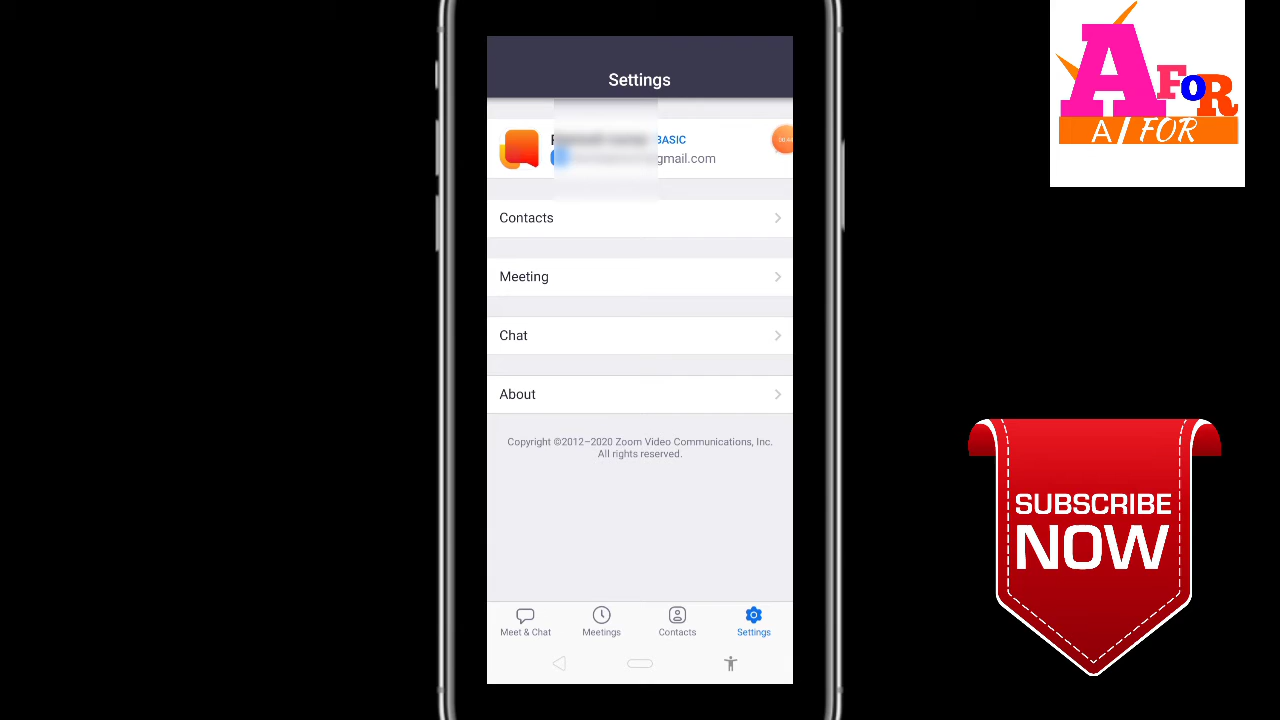 Settings
BASIC
gmail.com
Contacts
Meeting
Chat
About
Copyright ©2012–2020 Zoom Video Communications, Inc.
All rights reserved.
Meet & Chat
Meetings
Contacts
Settings
A FOR
A / FOR
SUBSCRIBE
NOW